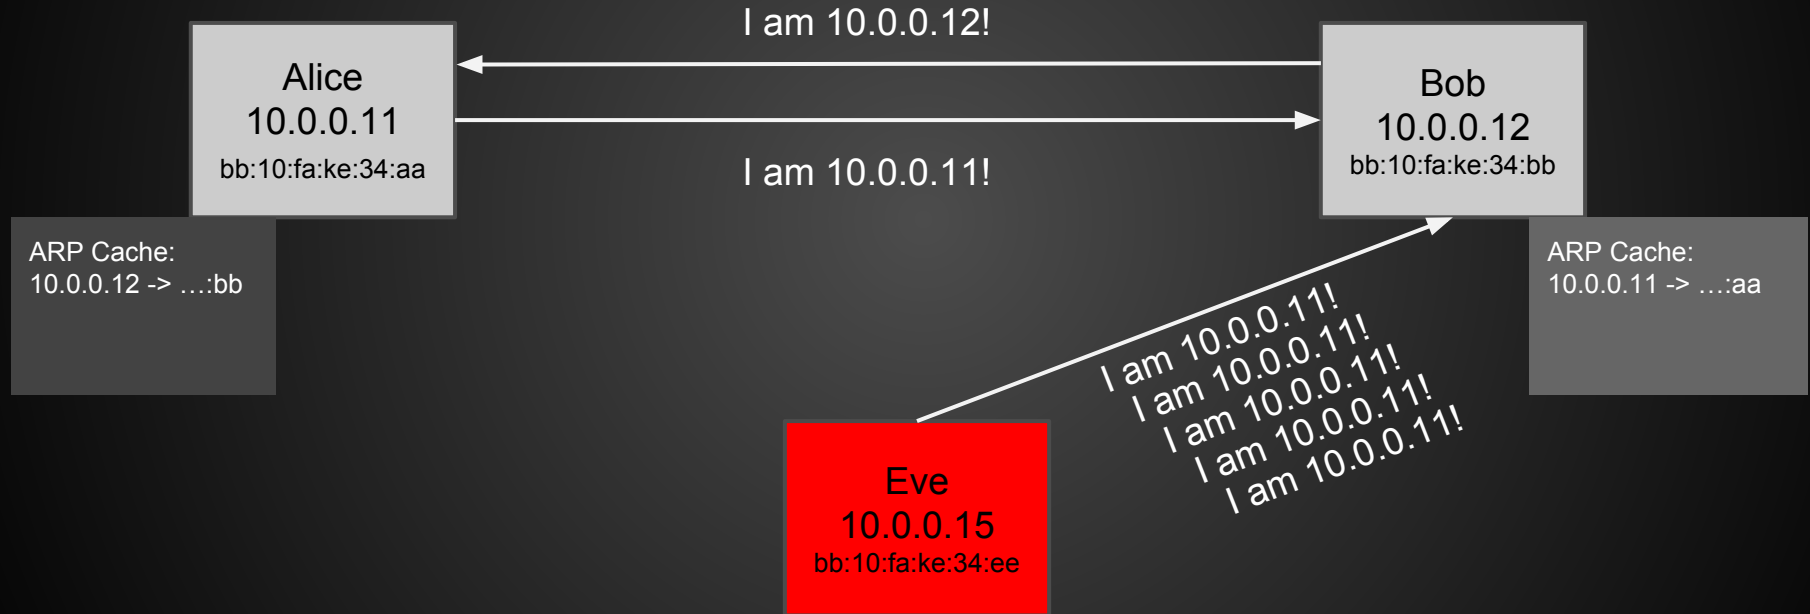 I am 10.0.0.12!
Alice
10.0.0.11
bb:10:fa:ke:34:aa
Bob
10.0.0.12
bb:10:fa:ke:34:bb
I am 10.0.0.11!
ARP Cache:
10.0.0.12 -> …:bb
ARP Cache:
10.0.0.11 -> …:aa
I am 10.0.0.11!
I am 10.0.0.11!
I am 10.0.0.11!
I am 10.0.0.11!
I am 10.0.0.11!
Eve
10.0.0.15
bb:10:fa:ke:34:ee